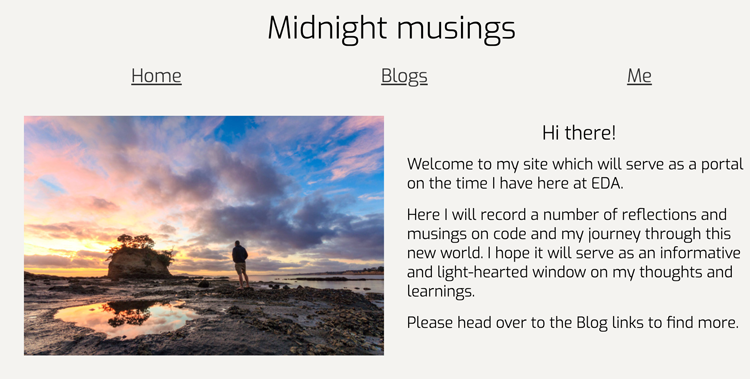 Midnight musings
Home
Blogs
Me
Hi there!
Welcome to my site which will serve as a portal
on the time I have here at EDA.
Here I will record a number of reflections and
musings on code and my journey through this
new world. I hope it will serve as an informative
and light-hearted window on my thoughts and
learnings.
Please head over to the Blog links to find more.